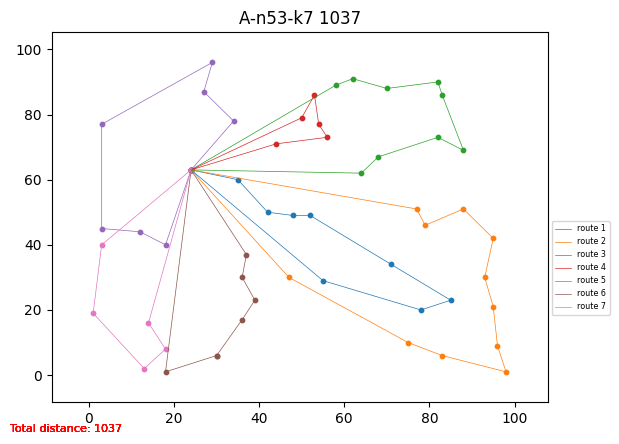 A-n53-k7 1037
100
80
60
40
20
0
0 20 40 60 80 100
route 1
route 2
route 3
route 4
route 5
route 6
route 7
Total distance: 1037